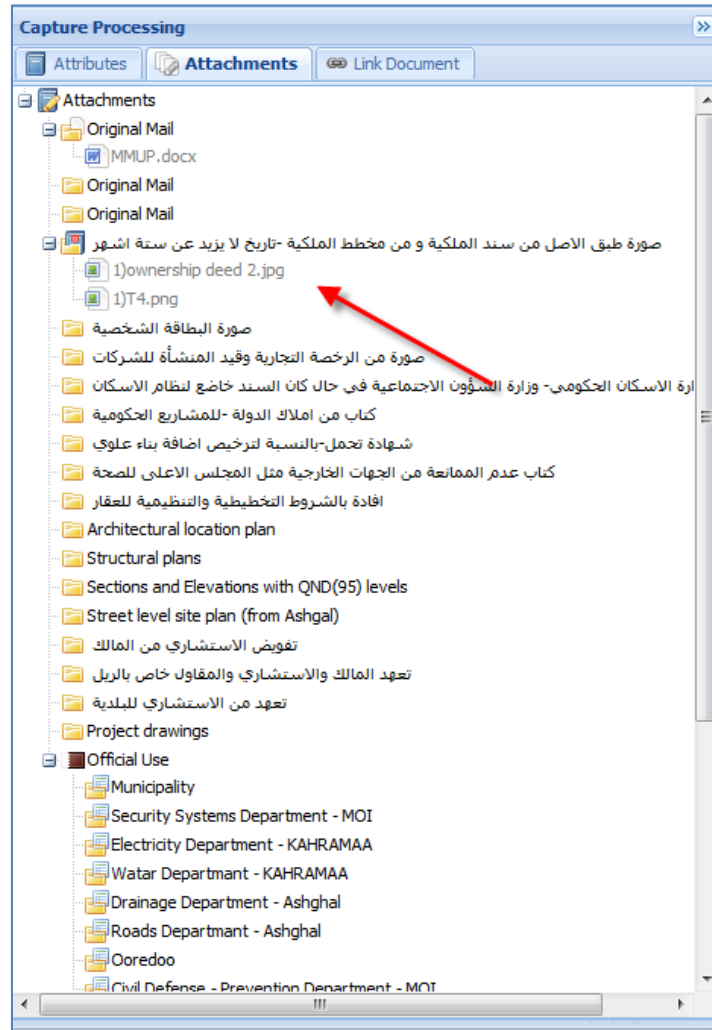 Capture Processing
Attributes Attachments Link Document
Attachments
Original Mail
MMUP.docx
Original Mail
Original Mail
صورة طبق الاصل من سند الملكية و من مخطط الملكية -تاريخ لا يزيد عن ستة اشهر
1)ownership deed 2.jpg
1)T4.png
صورة البطاقة الشخصية
صورة من الرخصة التجارية وقيد المنشأة للشركات
ارة الاسكان الحكومي- وزارة الشؤون الاجتماعية في حال كان السند خاضع لنظام الاسكان
كتاب من املاك الدولة -للمشاريع الحكومية
شهادة تحمل-بالنسبة لترخيص اضافة بناء علوي
كتاب عدم الممانعة من الجهات الخارجية مثل المجلس الاعلى للصحة
افادة بالشروط التخطيطية والتنظيمية للعقار
Architectural location plan
Structural plans
Sections and Elevations with QND(95) levels
Street level site plan (from Ashgal)
تفويض الاستشاري من المالك
تعهد المالك والاستشاري والمقاول خاص بالريل
تعهد من الاستشاري للبلدية
Project drawings
Official Use
Municipality
Security Systems Department - MOI
Electricity Department - KAHRAMAA
Watar Departmant - KAHRAMAA
Drainage Department - Ashghal
Roads Departmant - Ashghal
Ooredoo
Civil Defense - Prevention Department - MOI